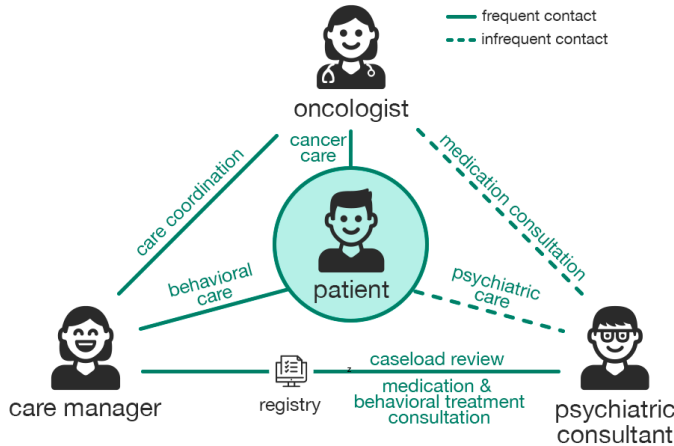 frequent contact
infrequent contact
oncologist
cancer
care
care coordination
medication consultation
behavioral
care
patient
psychiatric
care
caseload review
registry
medication &
behavioral treatment
consultation
care manager
psychiatric
consultant